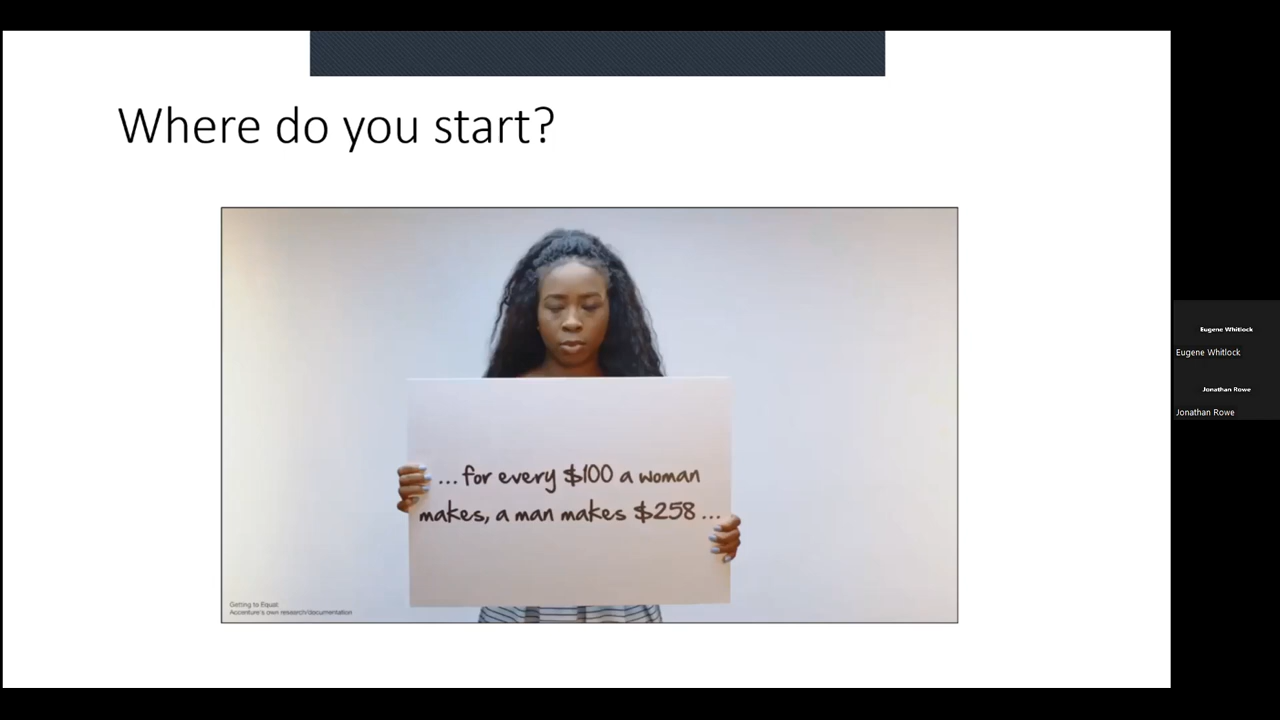 Where do you start?
... for every $100 a woman
makes, a man makes $258 ...
Getting to Equal
Accenture's own research/documentation
Eugene Whitlock
Eugene Whitlock
Jonathan Rowe
Jonathan Rowe